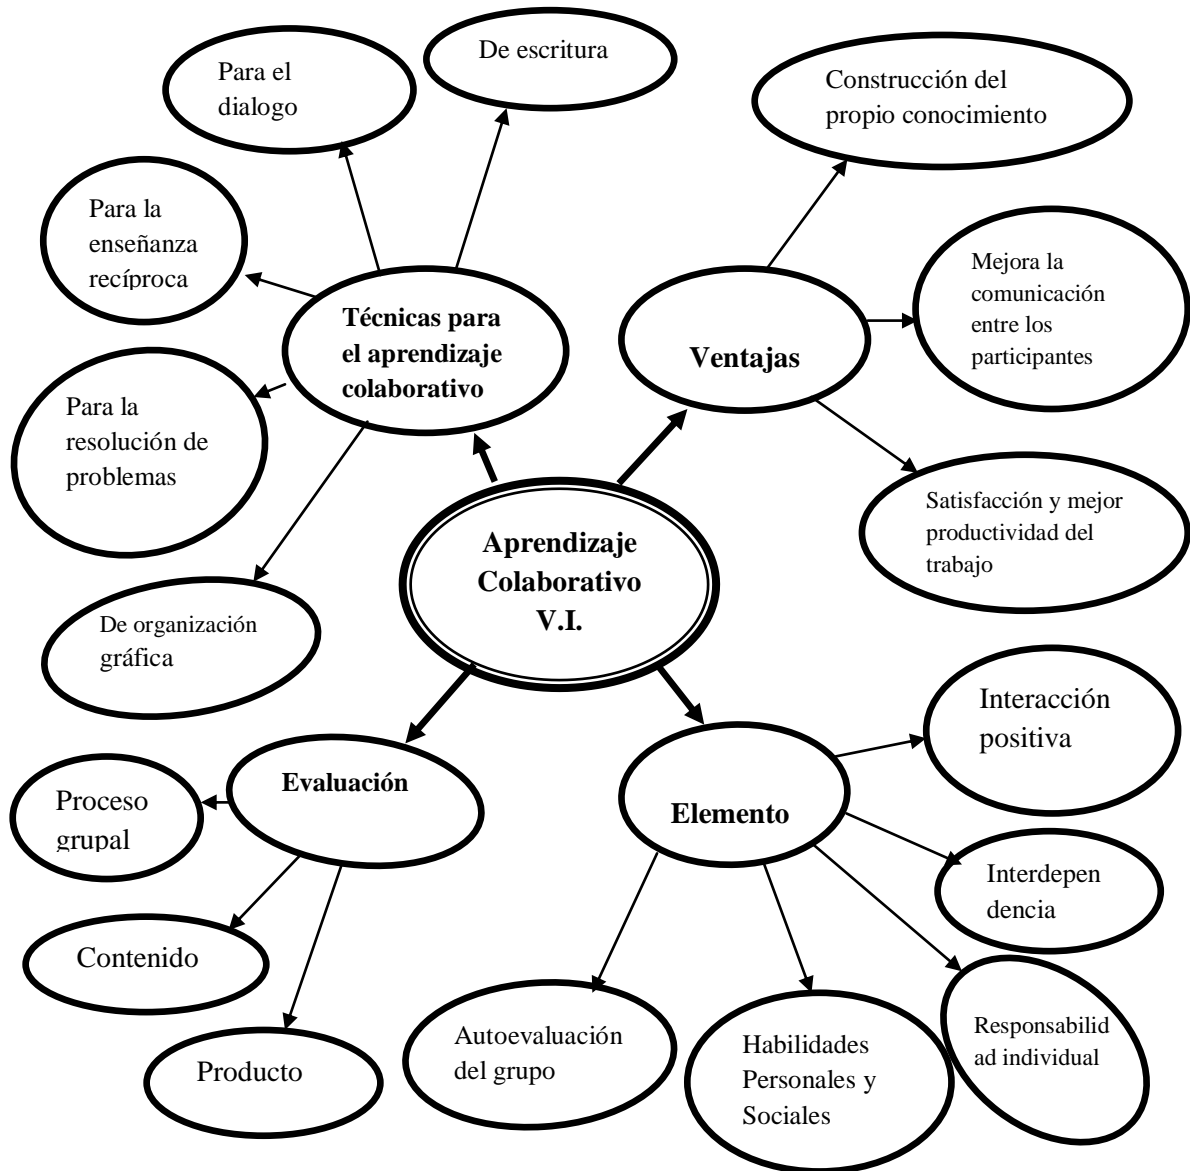 Para el
dialogo
De escritura
Construcción del
propio conocimiento
Para la
enseñanza
recíproca
Mejora la
comunicación
entre los
participantes
Técnicas para
el aprendizaje
colaborativo
Ventajas
Para la
resolución de
problemas
Satisfacción y mejor
productividad del
trabajo
Aprendizaje
Colaborativo
V.I.
De organización
gráfica
Interacción
positiva
Evaluación
Elemento
Proceso
grupal
Interdepen
dencia
Contenido
Producto
Autoevaluación
del grupo
Habilidades
Personales y
Sociales
Responsabilid
ad individual